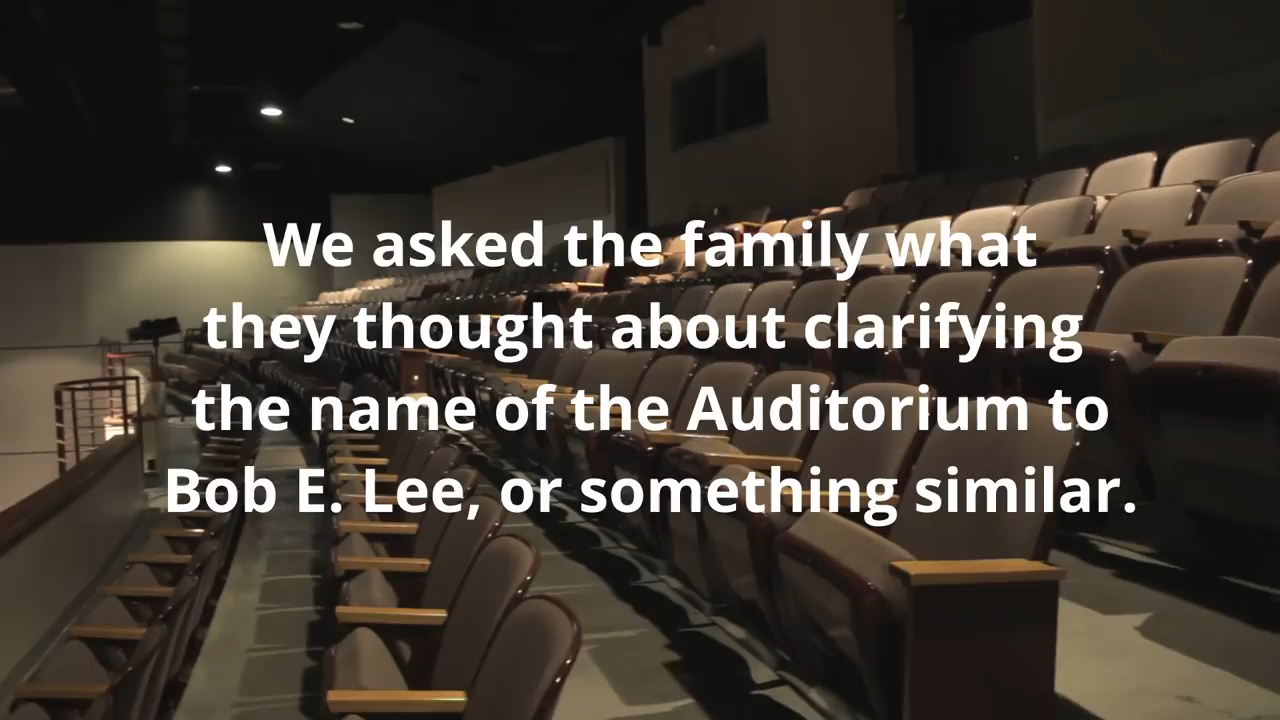 We asked the family what
they thought about clarifying
the name of the Auditorium to
Bob E. Lee, or something similar.